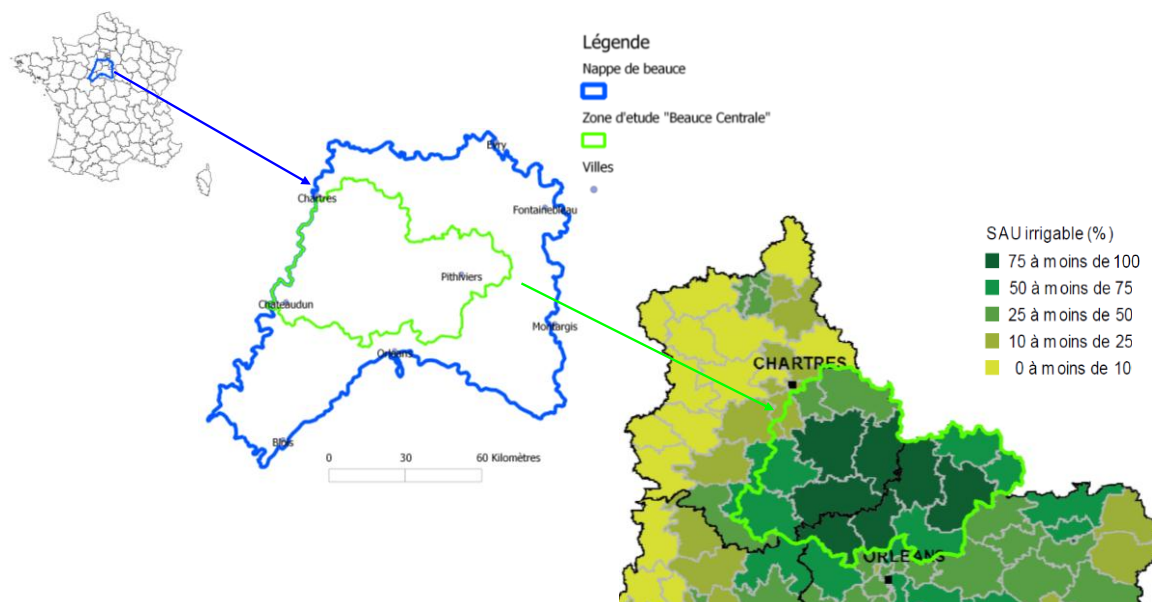 Légende
Nappe de beauce
Zone d'etude "Beauce Centrale"
Villes
Evry
Chartres
Fontainebleau
Pithiviers
Chateaudun
Montargis
Orléans
Blois
0 30 60 Kilomètres
SAU irrigable (%)
75 à moins de 100
50 à moins de 75
25 à moins de 50
10 à moins de 25
0 à moins de 10
CHARTRES
ORLEANS